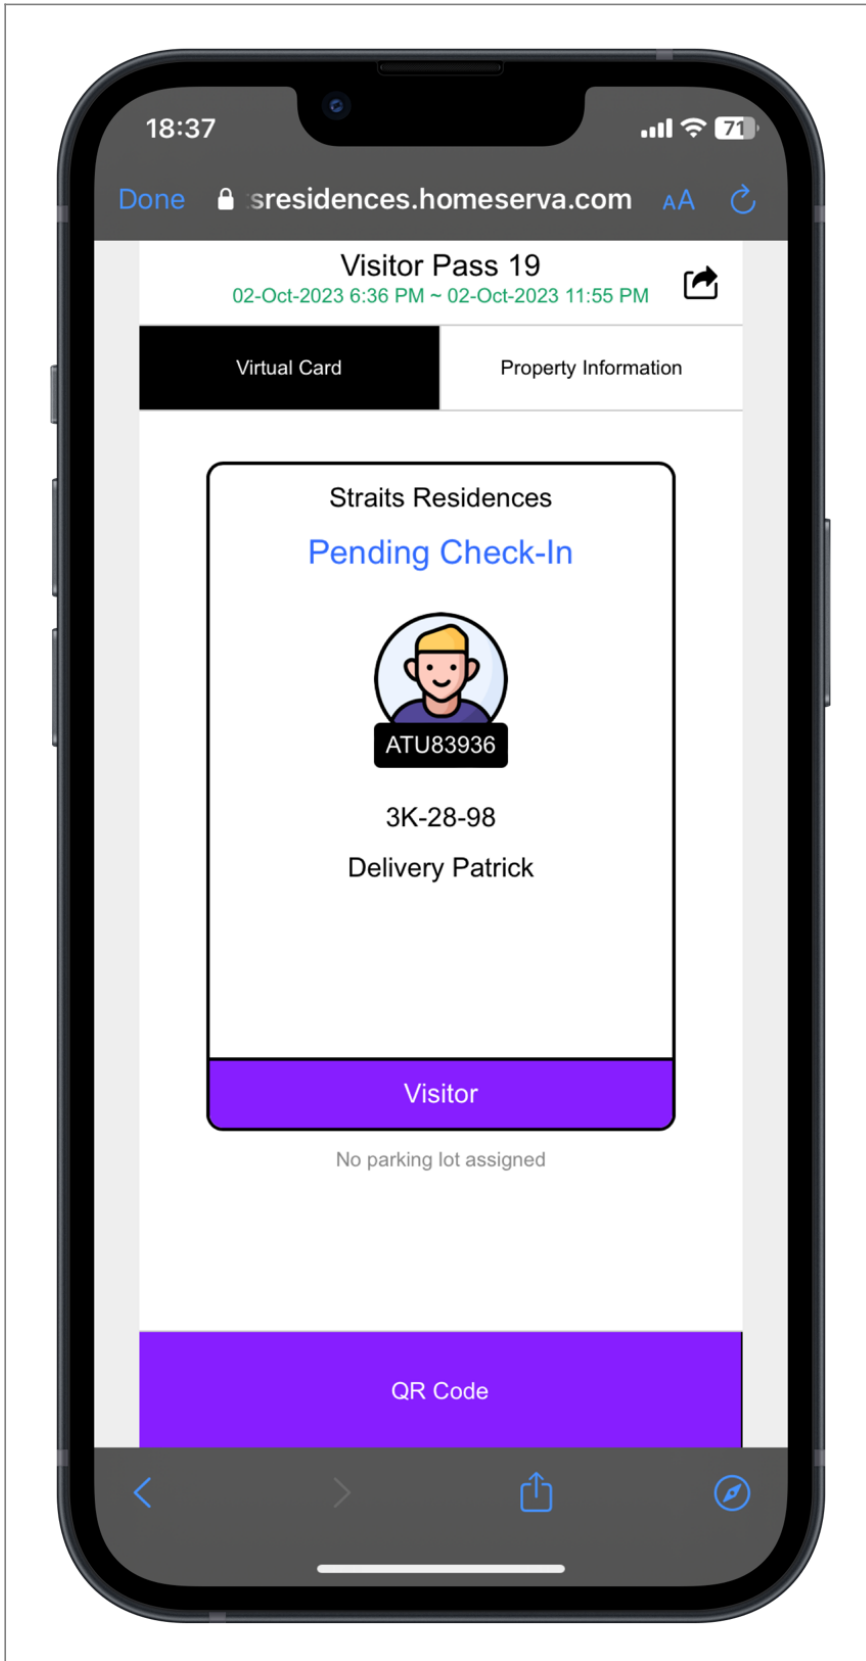 18:37
71
Done sresidences.homeserva.com AA
Visitor Pass 19
02-Oct-2023 6:36 PM ~ 02-Oct-2023 11:55 PM
Virtual Card Property Information
Straits Residences
Pending Check-In
ATU83936
3K-28-98
Delivery Patrick
Visitor
No parking lot assigned
QR Code